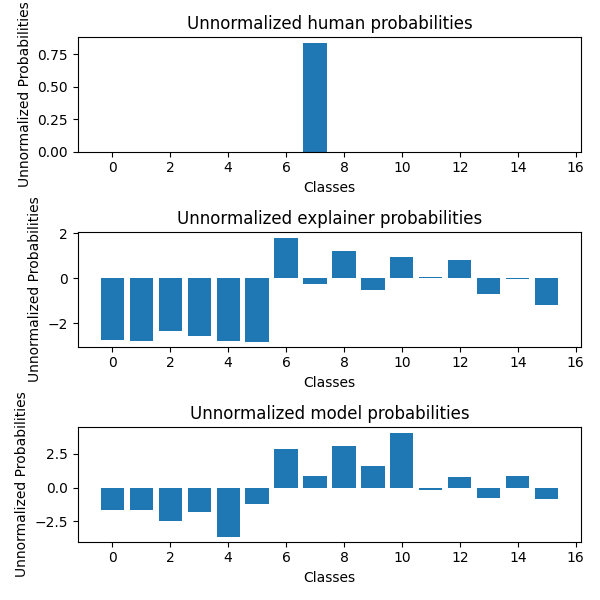 Unnormalized human probabilities
Unnormalized Probabilities
0.75
0.50
0.25
0.00
0 2 4 6 8 10 12 14 16
Classes
Unnormalized explainer probabilities
Unnormalized Probabilities
2
0
−2
0 2 4 6 8 10 12 14 16
Classes
Unnormalized model probabilities
Unnormalized Probabilities
2.5
0.0
−2.5
0 2 4 6 8 10 12 14 16
Classes